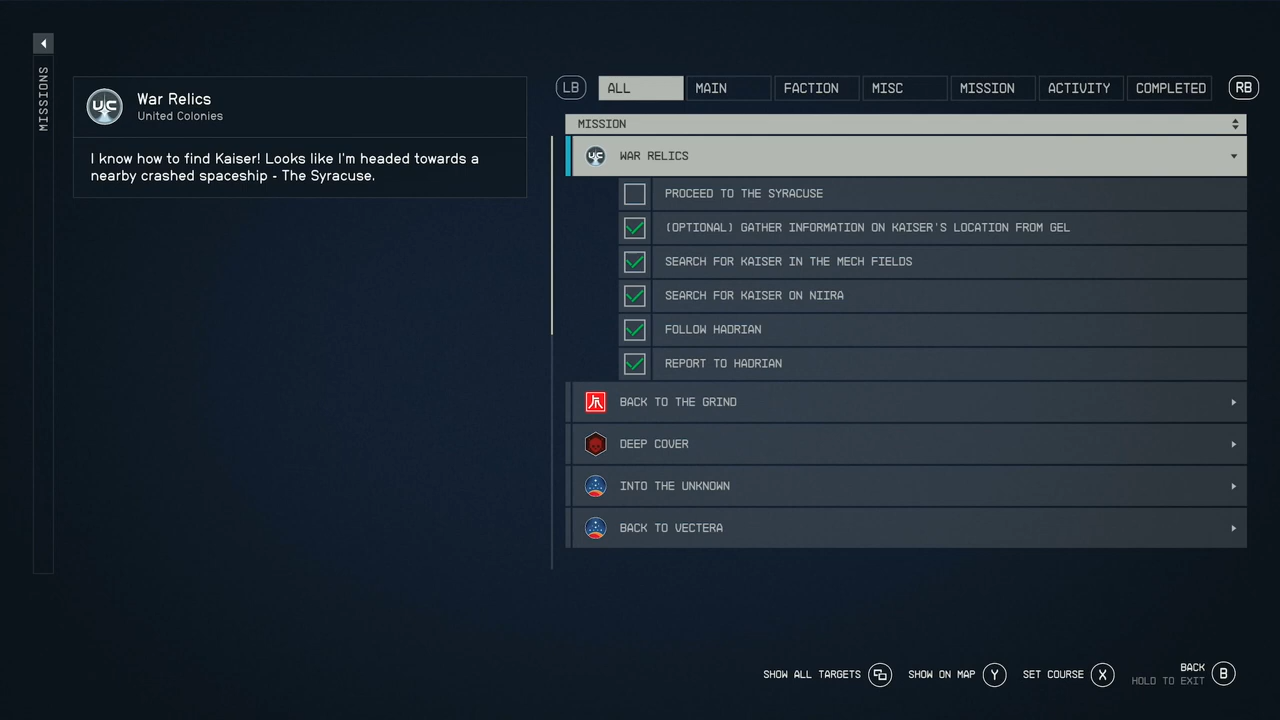 MISSIONS
UC
War Relics
United Colonies
I know how to find Kaiser! Looks like I'm headed towards a
nearby crashed spaceship - The Syracuse.
LB
ALL
MAIN
FACTION
MISC
MISSION
ACTIVITY
COMPLETED
RB
MISSION
UC
WAR RELICS
PROCEED TO THE SYRACUSE
(OPTIONAL) GATHER INFORMATION ON KAISER'S LOCATION FROM GEL
SEARCH FOR KAISER IN THE MECH FIELDS
SEARCH FOR KAISER ON NIIRA
FOLLOW HADRIAN
REPORT TO HADRIAN
BACK TO THE GRIND
DEEP COVER
INTO THE UNKNOWN
BACK TO VECTERA
SHOW ALL TARGETS
SHOW ON MAP Y
SET COURSE X
BACK B
HOLD TO EXIT